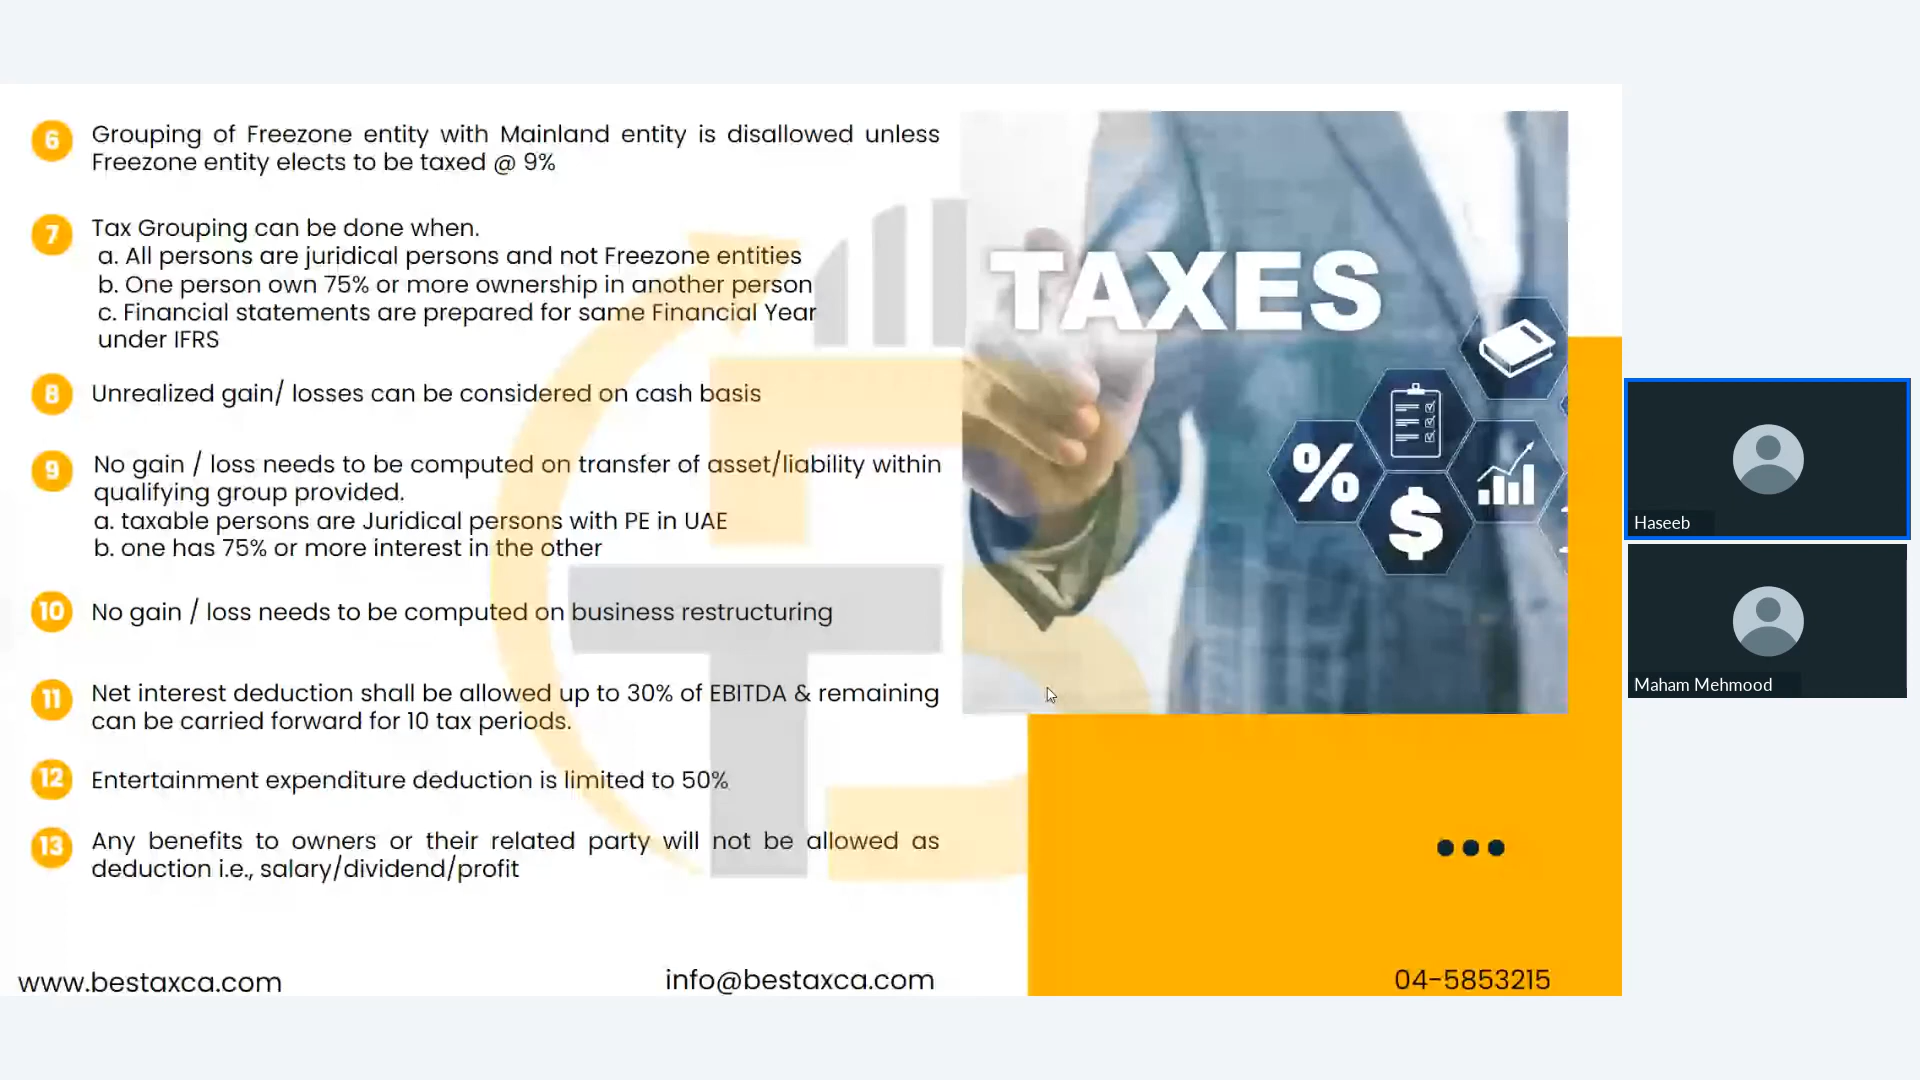 6
Grouping of Freezone entity with Mainland entity is disallowed unless
Freezone entity elects to be taxed @ 9%
7
Tax Grouping can be done when.
a. All persons are juridical persons and not Freezone entities
b. One person own 75% or more ownership in another person
c. Financial statements are prepared for same Financial Year
under IFRS
8
Unrealized gain/ losses can be considered on cash basis
9
No gain / loss needs to be computed on transfer of asset/liability within
qualifying group provided.
a. taxable persons are Juridical persons with PE in UAE
b. one has 75% or more interest in the other
10
No gain / loss needs to be computed on business restructuring
11
Net interest deduction shall be allowed up to 30% of EBITDA & remaining
can be carried forward for 10 tax periods.
12
Entertainment expenditure deduction is limited to 50%
13
Any benefits to owners or their related party will not be allowed as
deduction i.e., salary/dividend/profit
www.bestaxca.com
info@bestaxca.com
04-5853215
TAXES
%
$
Haseeb
Maham Mehmood